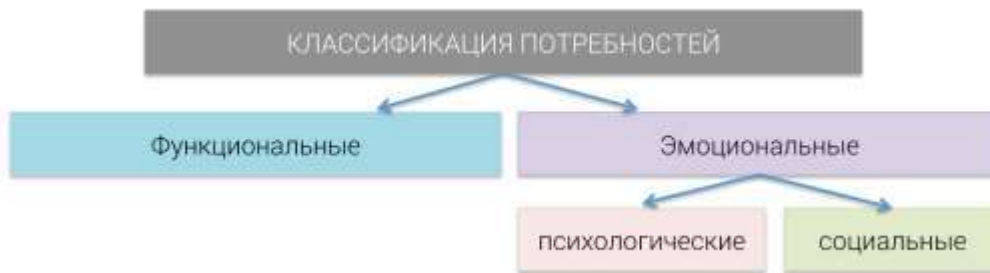 КЛАССИФИКАЦИЯ ПОТРЕБНОСТЕЙ
Функциональные
Эмоциональные
психологические
социальные